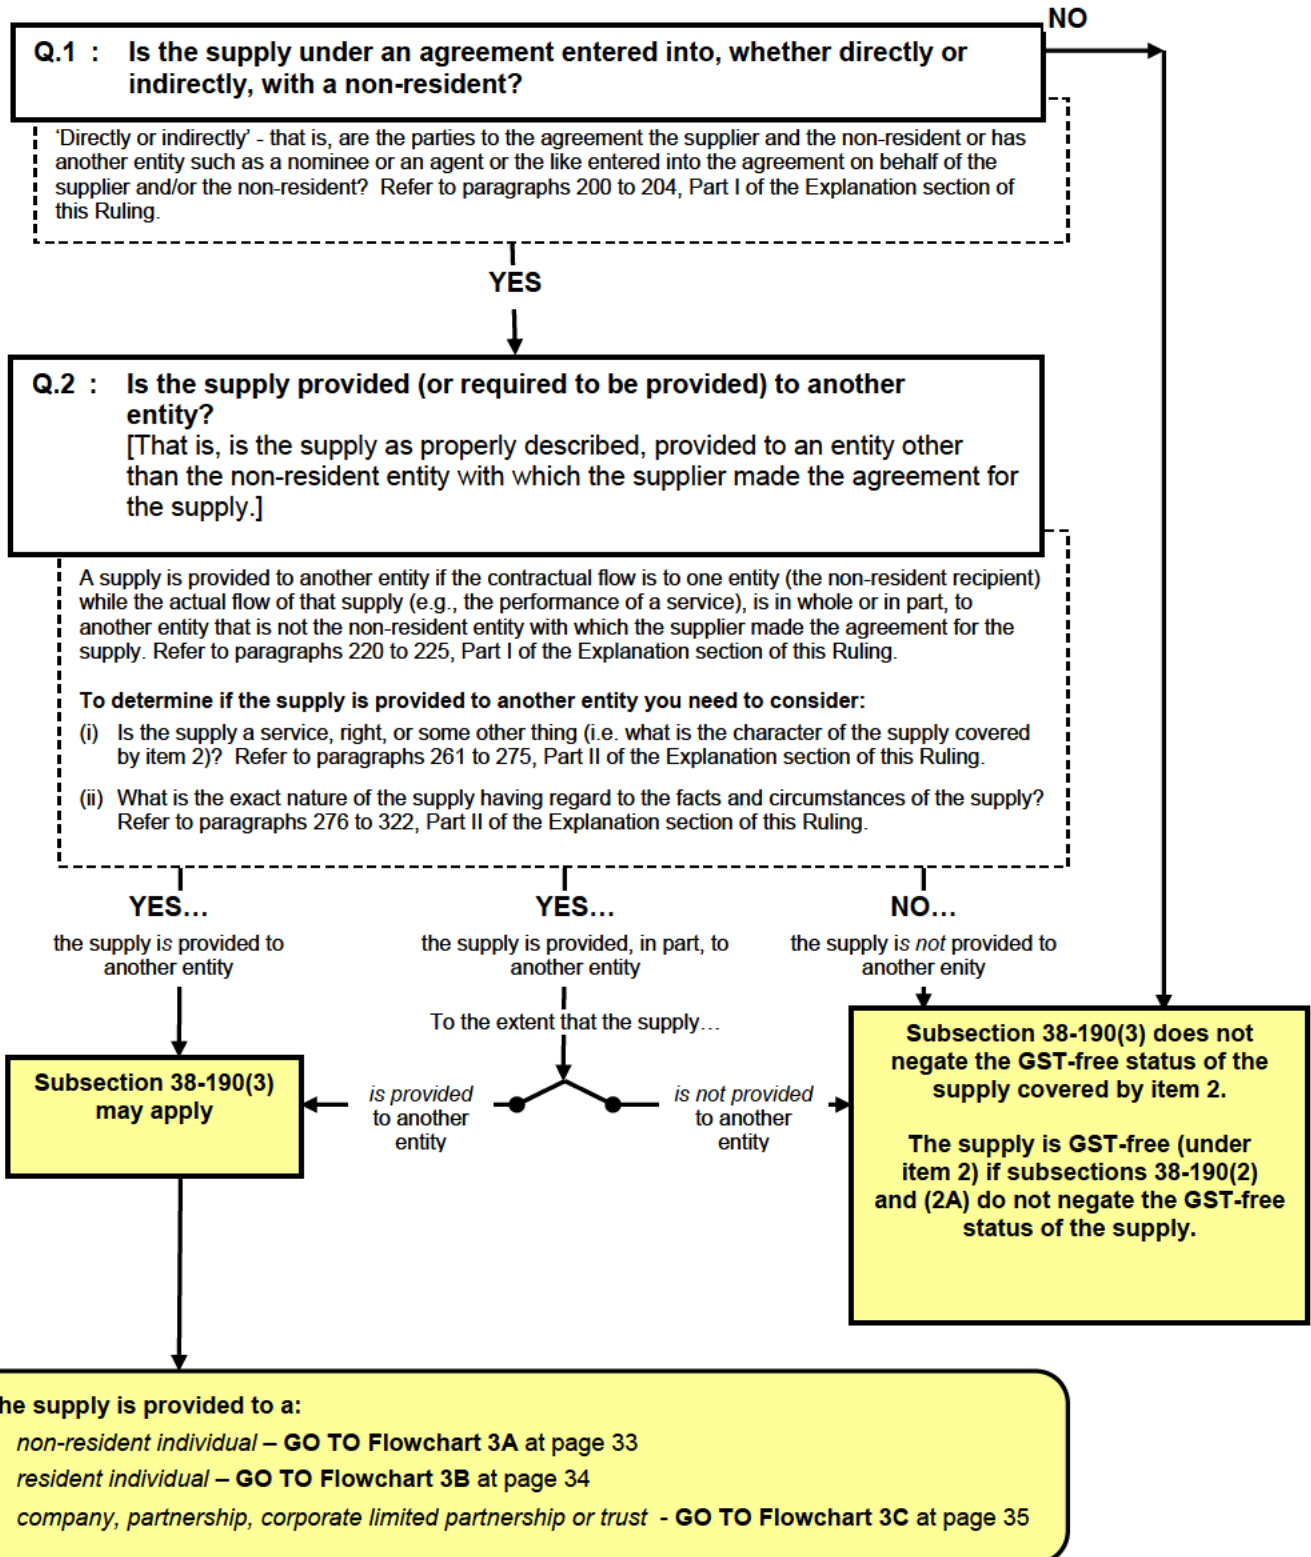 NO
Q.1 : Is the supply under an agreement entered into, whether directly or
indirectly, with a non-resident?
'Directly or indirectly' - that is, are the parties to the agreement the supplier and the non-resident or has
another entity such as a nominee or an agent or the like entered into the agreement on behalf of the
supplier and/or the non-resident? Refer to paragraphs 200 to 204, Part I of the Explanation section of
this Ruling.
YES
Q.2 : Is the supply provided (or required to be provided) to another
entity?
[That is, is the supply as properly described, provided to an entity other
than the non-resident entity with which the supplier made the agreement for
the supply.]
A supply is provided to another entity if the contractual flow is to one entity (the non-resident recipient)
while the actual flow of that supply (e.g., the performance of a service), is in whole or in part, to
another entity that is not the non-resident entity with which the supplier made the agreement for the
supply. Refer to paragraphs 220 to 225, Part I of the Explanation section of this Ruling.
To determine if the supply is provided to another entity you need to consider:
(i) Is the supply a service, right, or some other thing (i.e. what is the character of the supply covered
by item 2)? Refer to paragraphs 261 to 275, Part II of the Explanation section of this Ruling.
(ii) What is the exact nature of the supply having regard to the facts and circumstances of the supply?
Refer to paragraphs 276 to 322, Part II of the Explanation section of this Ruling.
YES...
the supply is provided to
another entity
YES...
the supply is provided, in part, to
another entity
NO...
the supply is not provided to
another enity
To the extent that the supply...
Subsection 38-190(3)
may apply
is provided
to another
entity
is not provided
to another
entity
Subsection 38-190(3) does not
negate the GST-free status of the
supply covered by item 2.
The supply is GST-free (under
item 2) if subsections 38-190(2)
and (2A) do not negate the GST-free
status of the supply.
he supply is provided to a:
non-resident individual – GO TO Flowchart 3A at page 33
resident individual – GO TO Flowchart 3B at page 34
company, partnership, corporate limited partnership or trust - GO TO Flowchart 3C at page 35